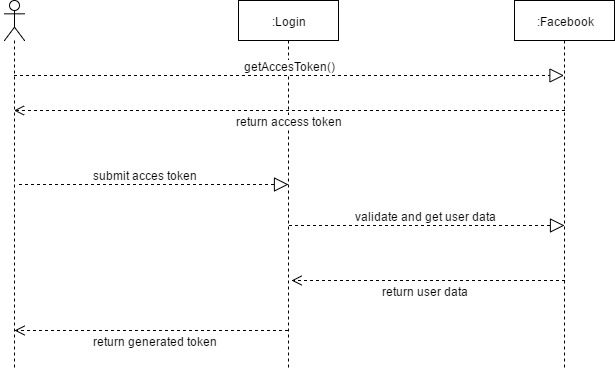 :Login
:Facebook
getAccesToken()
return access token
submit acces token
validate and get user data
return user data
return generated token